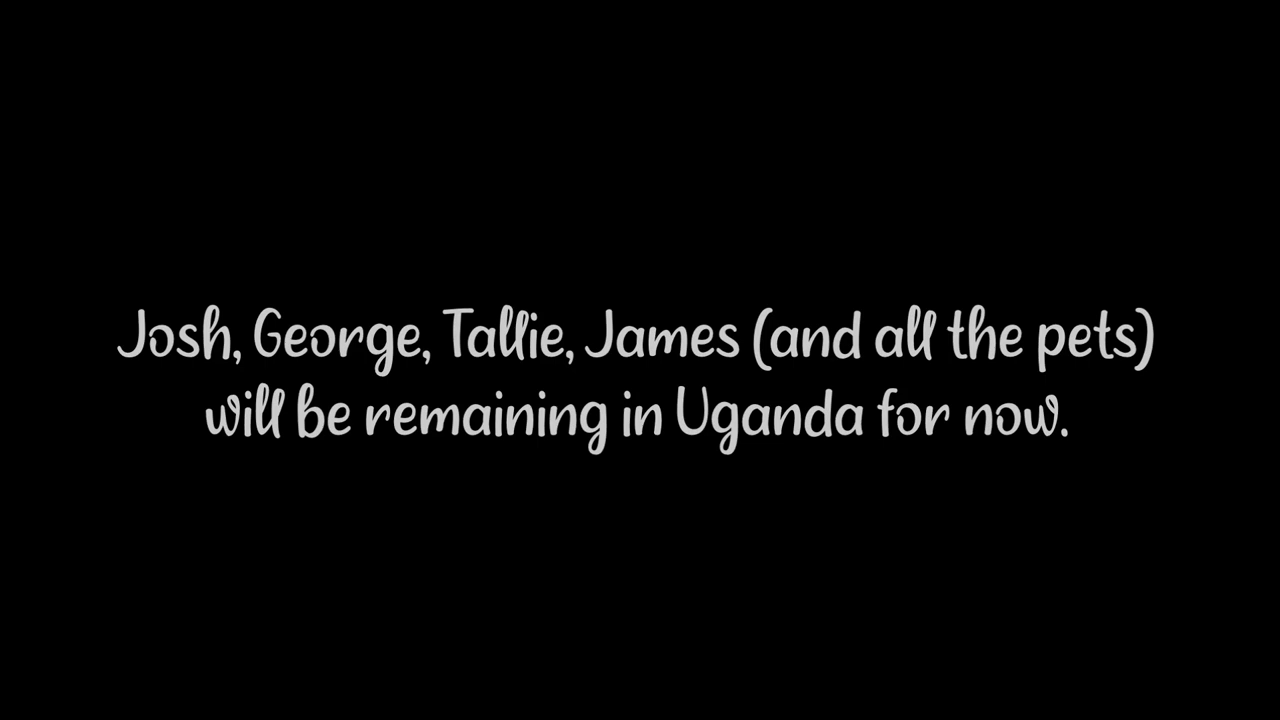 Josh, George, Tallie, James (and all the pets)
will be remaining in Uganda for now.